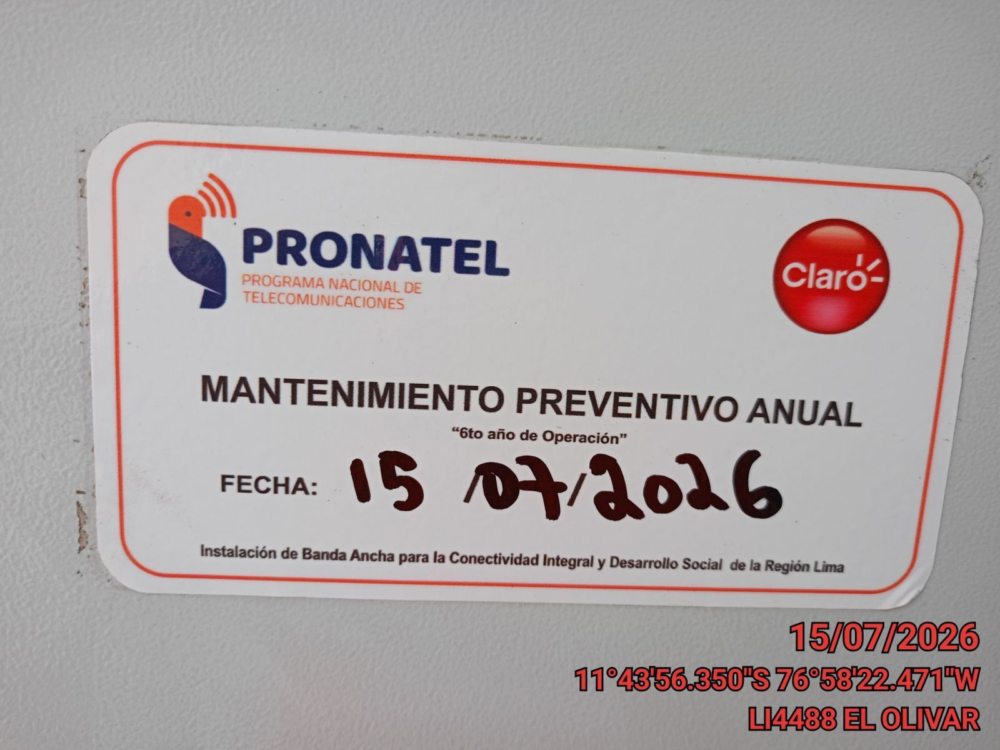 PRONATEL
PROGRAMA NACIONAL DE
TELECOMUNICACIONES
Claro
MANTENIMIENTO PREVENTIVO ANUAL
“6to año de Operación”
FECHA: 15 /07/2026
Instalación de Banda Ancha para la Conectividad Integral y Desarrollo Social de la Región Lima
15/07/2026
11°43'56.350"S 76°58'22.471"W
LI4488 EL OLIVAR